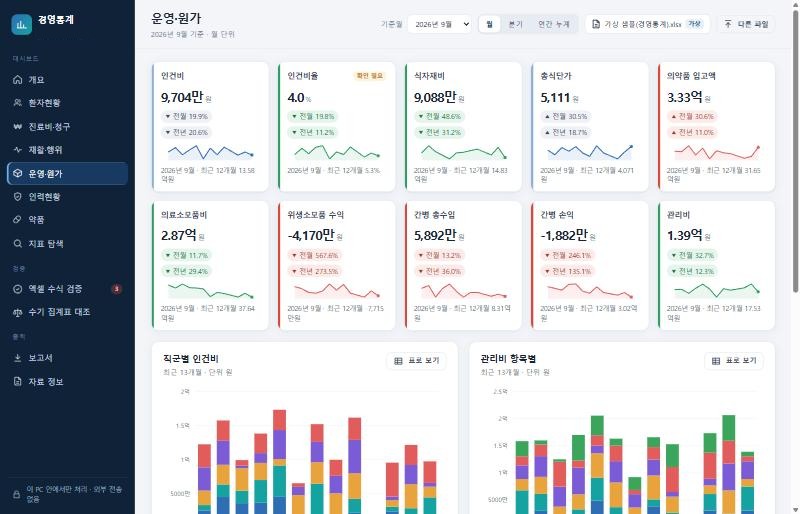 경영통계
대시보드
개요
환자현황
진료비·청구
재활·행위
운영·원가
인력현황
약품
지표 탐색
검증
엑셀 수식 검증 3
수기 집계표 대조
출력
보고서
자료 정보
이 PC 안에서만 처리 · 외부 전송
없음
운영·원가
2026년 9월 기준 · 월 단위
기준월 2026년 9월 월 분기 연간 누계 가상 샘플(경영통계).xlsx 가상 다른 파일
인건비
9,704만 원
▼ 전월 19.9%
▼ 전년 20.6%
2026년 9월 · 최근 12개월 13.58
억원
인건비율 확인 필요
4.0 %
▼ 전월 19.8%
▼ 전년 11.2%
2026년 9월 · 최근 12개월 5.3%
식자재비
9,088만 원
▼ 전월 48.6%
▼ 전년 31.2%
2026년 9월 · 최근 12개월 14.83
억원
총식단가
5,111 원
▲ 전월 30.5%
▲ 전년 18.7%
2026년 9월 · 최근 12개월 4,071
원
의약품 입고액
3.33억 원
▲ 전월 30.6%
▲ 전년 11.0%
2026년 9월 · 최근 12개월 31.65
억원
의료소모품비
2.87억 원
▼ 전월 11.7%
▼ 전년 29.4%
2026년 9월 · 최근 12개월 37.64
억원
위생소모품 수익
-4,170만 원
▼ 전월 567.6%
▼ 전년 273.5%
2026년 9월 · 최근 12개월 -7,715
만원
간병 총수입
5,892만 원
▼ 전월 13.2%
▼ 전년 36.0%
2026년 9월 · 최근 12개월 8.31억
원
간병 손익
-1,882만 원
▼ 전월 246.1%
▼ 전년 135.1%
2026년 9월 · 최근 12개월 3.02억
원
관리비
1.39억 원
▼ 전월 32.7%
▼ 전년 12.3%
2026년 9월 · 최근 12개월 17.53
억원
직군별 인건비
최근 13개월 · 단위 원
표로 보기
2억
1.5억
1억
5000만
관리비 항목별
최근 13개월 · 단위 원
표로 보기
2.5억
2억
1.5억
1억
5000만